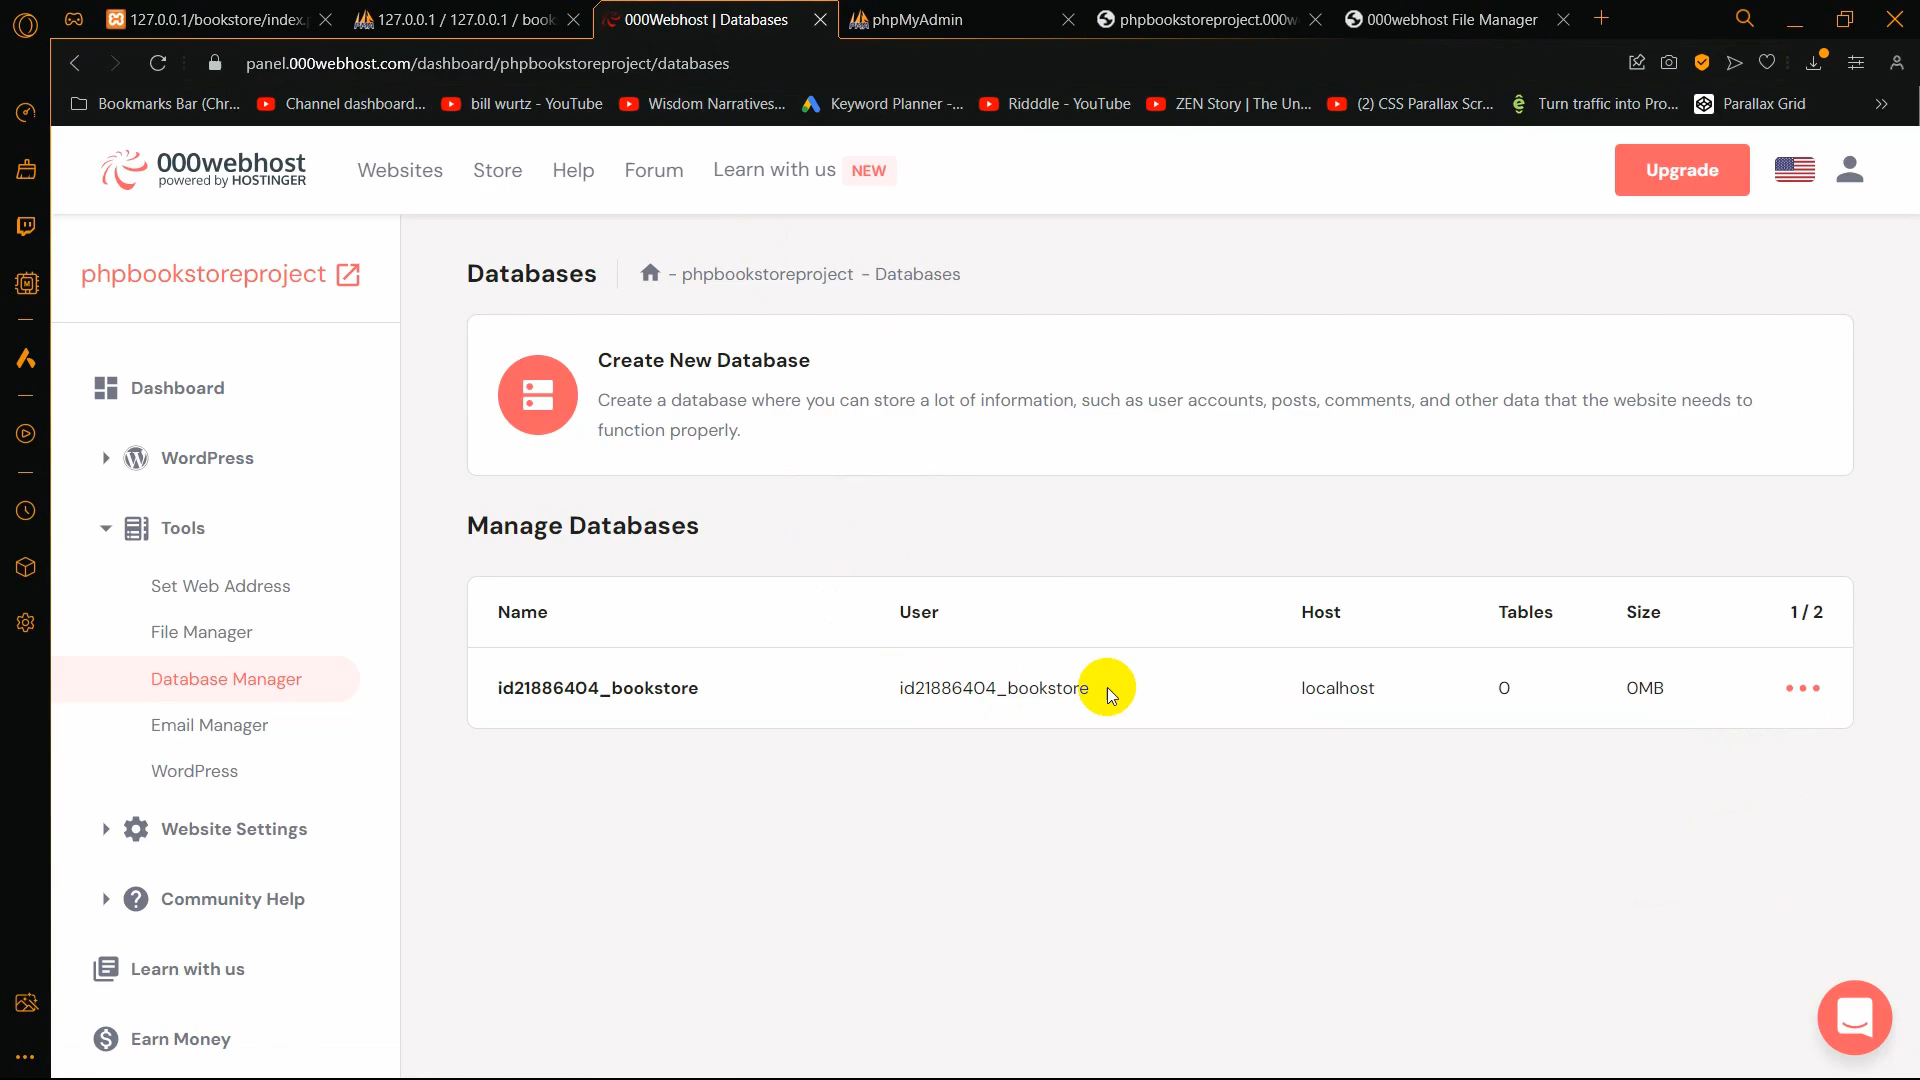 127.0.0.1/bookstore/index.
127.0.0.1 / 127.0.0.1 / book
000Webhost | Databases
phpMyAdmin
phpbookstoreproject.000w
000webhost File Manager
panel.000webhost.com/dashboard/phpbookstoreproject/databases
Bookmarks Bar (Chr...
Channel dashboard...
bill wurtz - YouTube
Wisdom Narratives...
Keyword Planner -...
Ridddle - YouTube
ZEN Story | The Un...
(2) CSS Parallax Scr...
Turn traffic into Pro...
Parallax Grid
000webhost
powered by HOSTINGER
Websites
Store
Help
Forum
Learn with us NEW
Upgrade
phpbookstoreproject
Dashboard
WordPress
Tools
Set Web Address
File Manager
Database Manager
Email Manager
WordPress
Website Settings
Community Help
Learn with us
Earn Money
Databases
- phpbookstoreproject - Databases
Create New Database
Create a database where you can store a lot of information, such as user accounts, posts, comments, and other data that the website needs to
function properly.
Manage Databases
Name User Host Tables Size 1 / 2
id21886404_bookstore id21886404_bookstore localhost 0 0MB